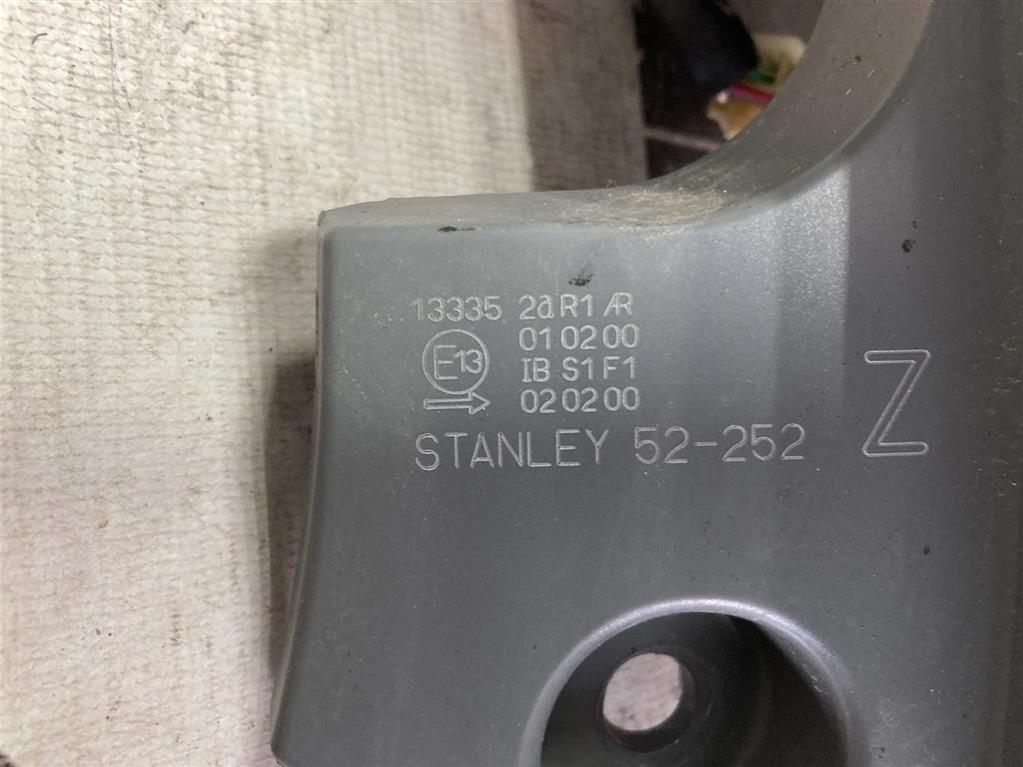 13335 2a R1 AR
01 02 00
E13
IB S1 F1
02 02 00
STANLEY 52-252
Z